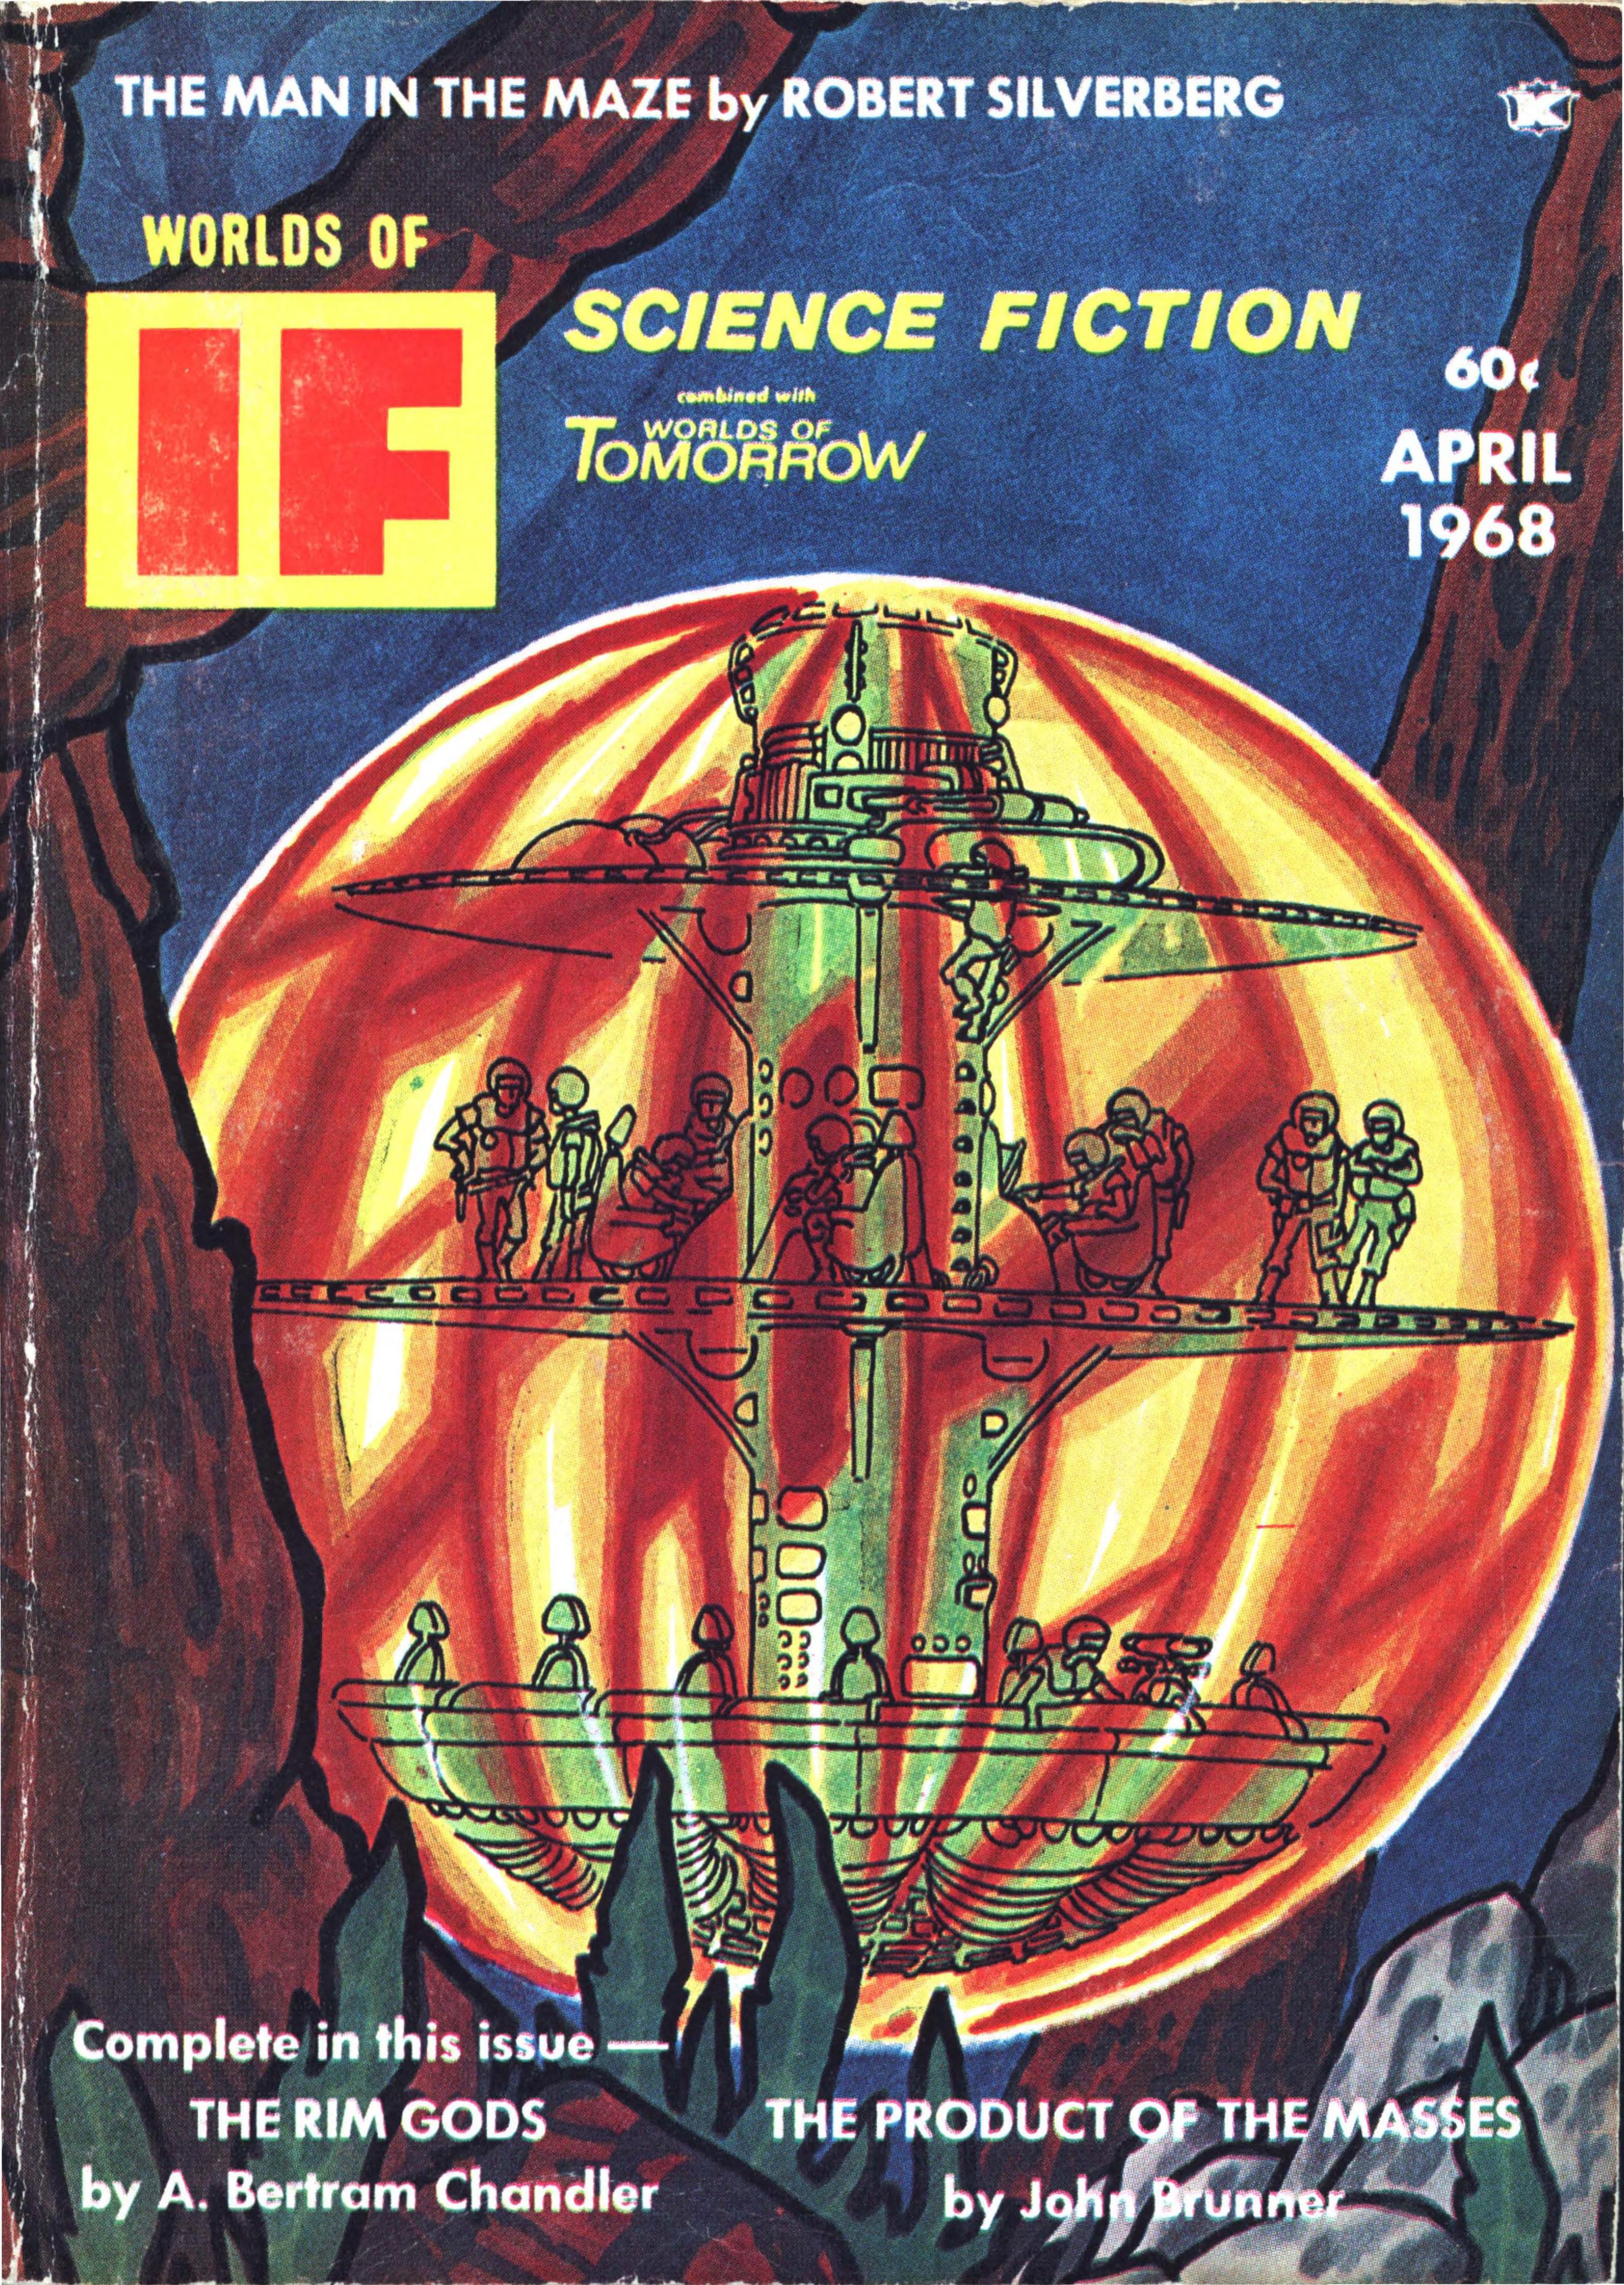 THE MAN IN THE MAZE by ROBERT SILVERBERG
K
WORLDS OF
IF
SCIENCE FICTION
combined with
WORLDS OF
TOMORROW
60¢
APRIL
1968
Complete in this issue —
THE RIM GODS
by A. Bertram Chandler
THE PRODUCT OF THE MASSES
by John Brunner